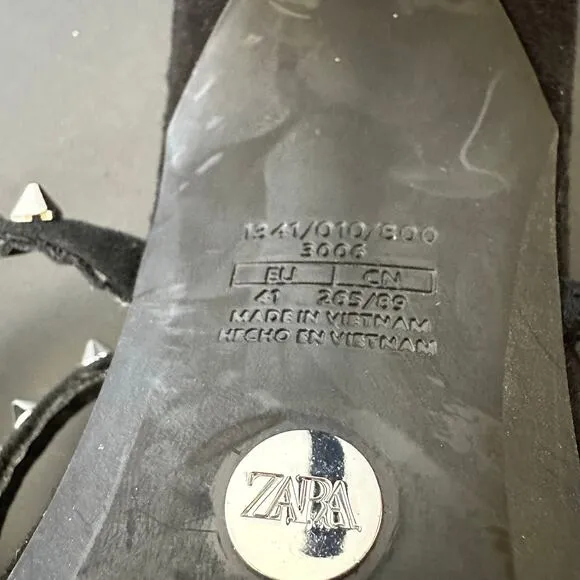 1341/010/800
3006
EU CN
41 265/89
MADE IN VIETNAM
HECHO EN VIETNAM
ZARA